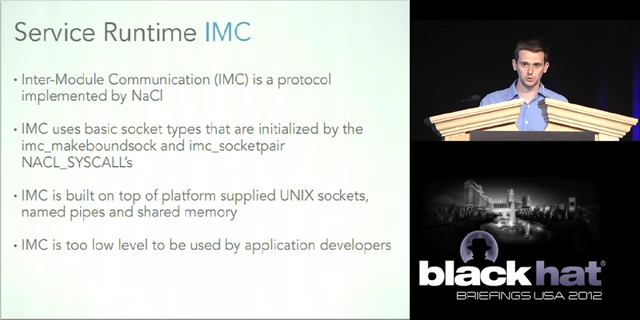 Service Runtime IMC
• Inter-Module Communication (IMC) is a protocol
implemented by NaCl
• IMC uses basic socket types that are initialized by the
imc_makeboundsock and imc_socketpair
NACL_SYSCALL's
• IMC is built on top of platform supplied UNIX sockets,
named pipes and shared memory
• IMC is too low level to be used by application developers
black hat®
BRIEFINGS USA 2012